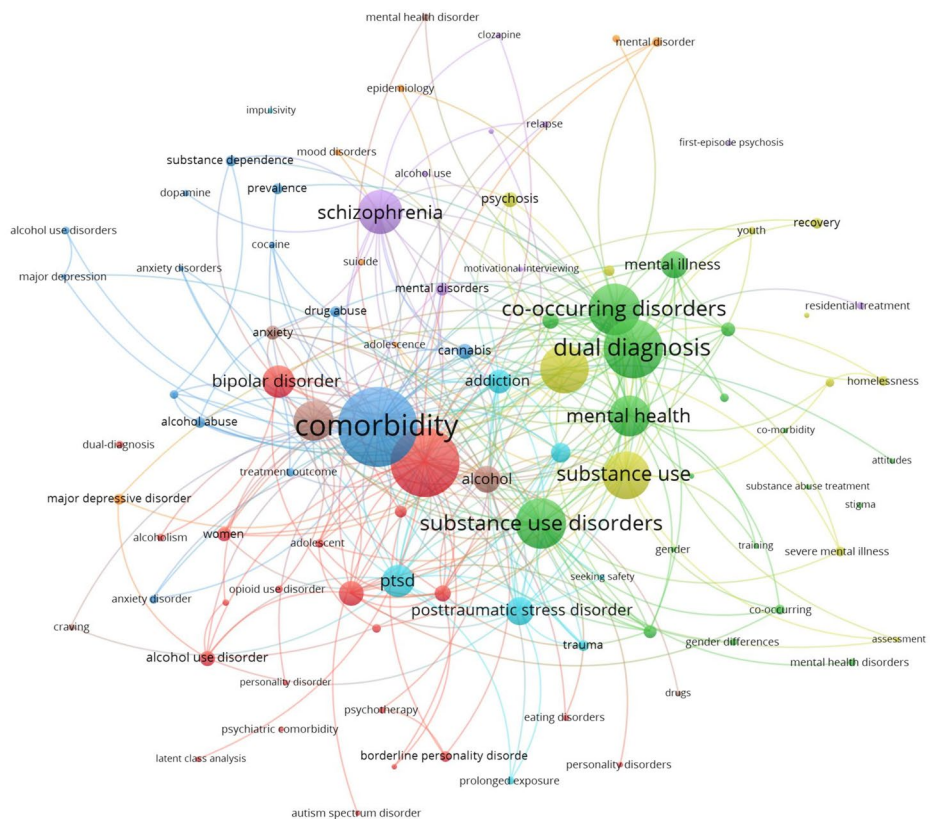 mental health disorder
clozapine
mental disorder
epidemiology
impulsivity
relapse
first-episode psychosis
mood disorders
substance dependence
alcohol use
dopamine
prevalence
psychosis
schizophrenia
recovery
alcohol use disorders
youth
cocaine
suicide
mental illness
anxiety disorders
motivational interviewing
major depression
mental disorders
residential treatment
co-occurring disorders
drug abuse
anxiety
adolescence
cannabis
dual diagnosis
bipolar disorder
addiction
homelessness
mental health
alcohol abuse
comorbidity
co-morbidity
dual-diagnosis
attitudes
treatment outcome
substance use
alcohol
substance abuse treatment
major depressive disorder
stigma
substance use disorders
alcoholism
women
adolescent
gender
training
severe mental illness
ptsd
seeking safety
opioid use disorder
anxiety disorder
posttraumatic stress disorder
co-occurring
craving
trauma
gender differences
assessment
alcohol use disorder
mental health disorders
personality disorder
drugs
psychotherapy
eating disorders
psychiatric comorbidity
latent class analysis
borderline personality disorde
personality disorders
prolonged exposure
autism spectrum disorder